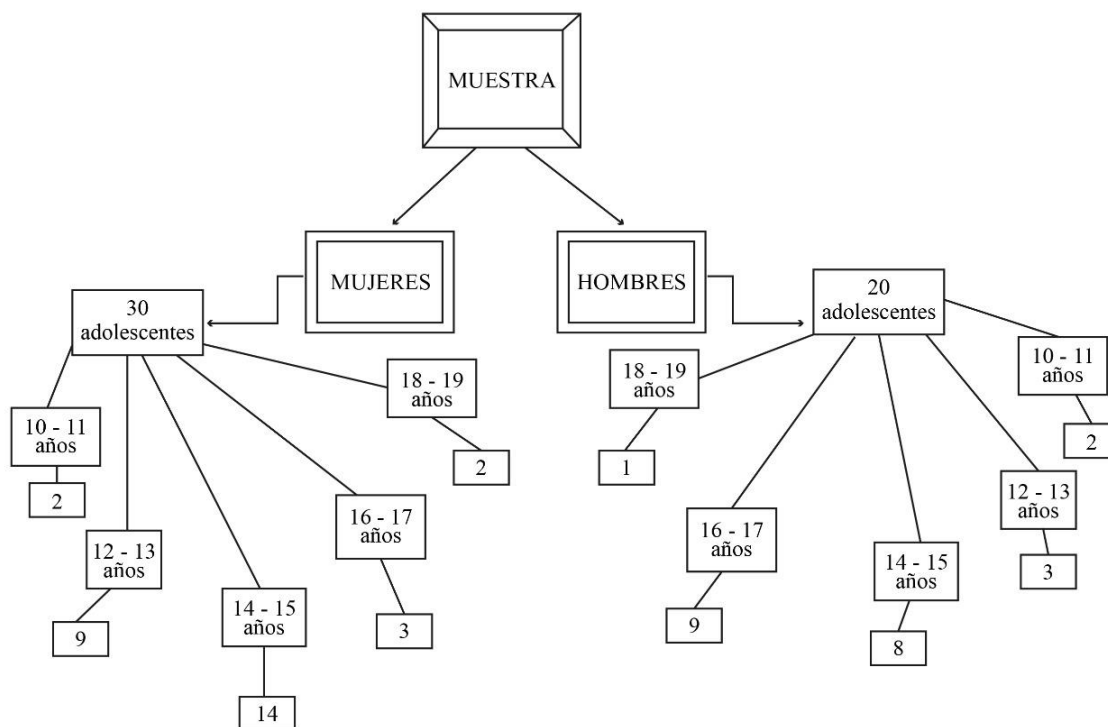 MUESTRA
MUJERES
HOMBRES
30
adolescentes
20
adolescentes
10 - 11
años
2
12 - 13
años
9
14 - 15
años
14
16 - 17
años
3
18 - 19
años
2
18 - 19
años
1
16 - 17
años
9
14 - 15
años
8
12 - 13
años
3
10 - 11
años
2